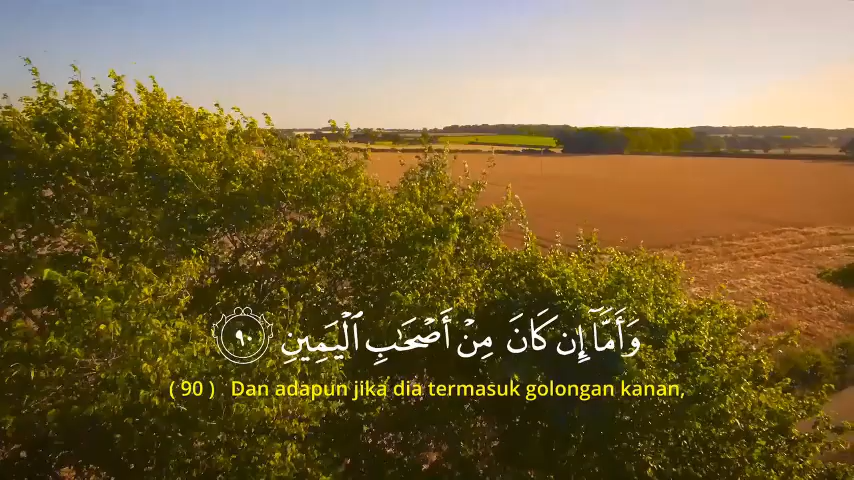 وَأَمَّآ إِن كَانَ مِنْ أَصْحَٰبِ ٱلْيَمِينِ ٩٠
( 90 ) Dan adapun jika dia termasuk golongan kanan,